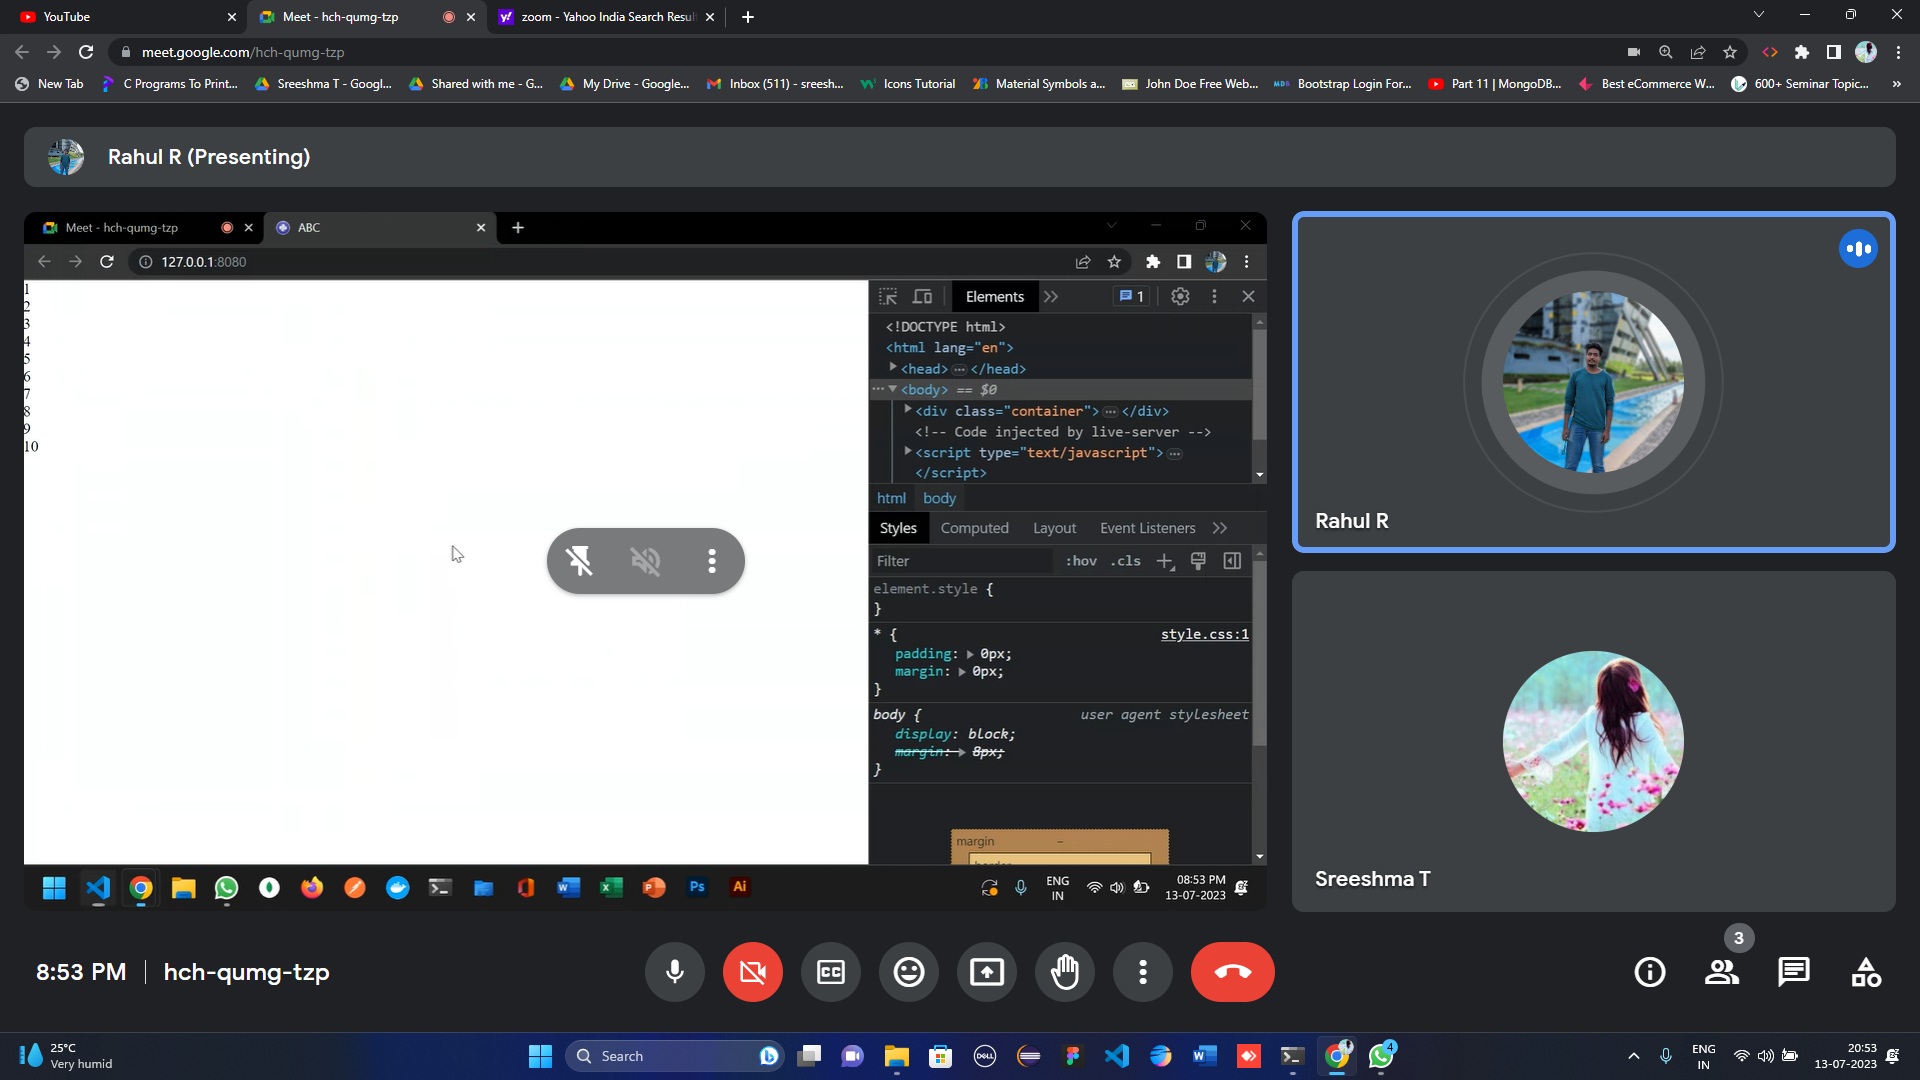 YouTube
Meet - hch-qumg-tzp
zoom - Yahoo India Search Resul
meet.google.com/hch-qumg-tzp
New Tab
C Programs To Print...
Sreeshma T - Googl...
Shared with me - G...
My Drive - Google...
Inbox (511) - sreesh...
Icons Tutorial
Material Symbols a...
John Doe Free Web...
Bootstrap Login For...
Part 11 | MongoDB...
Best eCommerce W...
600+ Seminar Topic...
»
Rahul R (Presenting)
Meet - hch-qumg-tzp
ABC
127.0.0.1:8080
1
2
3
4
5
6
7
8
9
10
Elements
1
<!DOCTYPE html>
<html lang="en">
<head> ... </head>
... <body> == $0
<div class="container"> ... </div>
<!-- Code injected by live-server -->
<script type="text/javascript"> ...
</script>
html body
Styles Computed Layout Event Listeners
Filter :hov .cls
element.style {
}
* { style.css:1
padding: 0px;
margin: 0px;
}
body { user agent stylesheet
display: block;
margin: 8px;
}
margin –
Ps
Ai
ENG
IN
08:53 PM
13-07-2023
Rahul R
Sreeshma T
8:53 PM | hch-qumg-tzp
CC
3
25°C
Very humid
Search
DELL
4
ENG
IN
20:53
13-07-2023